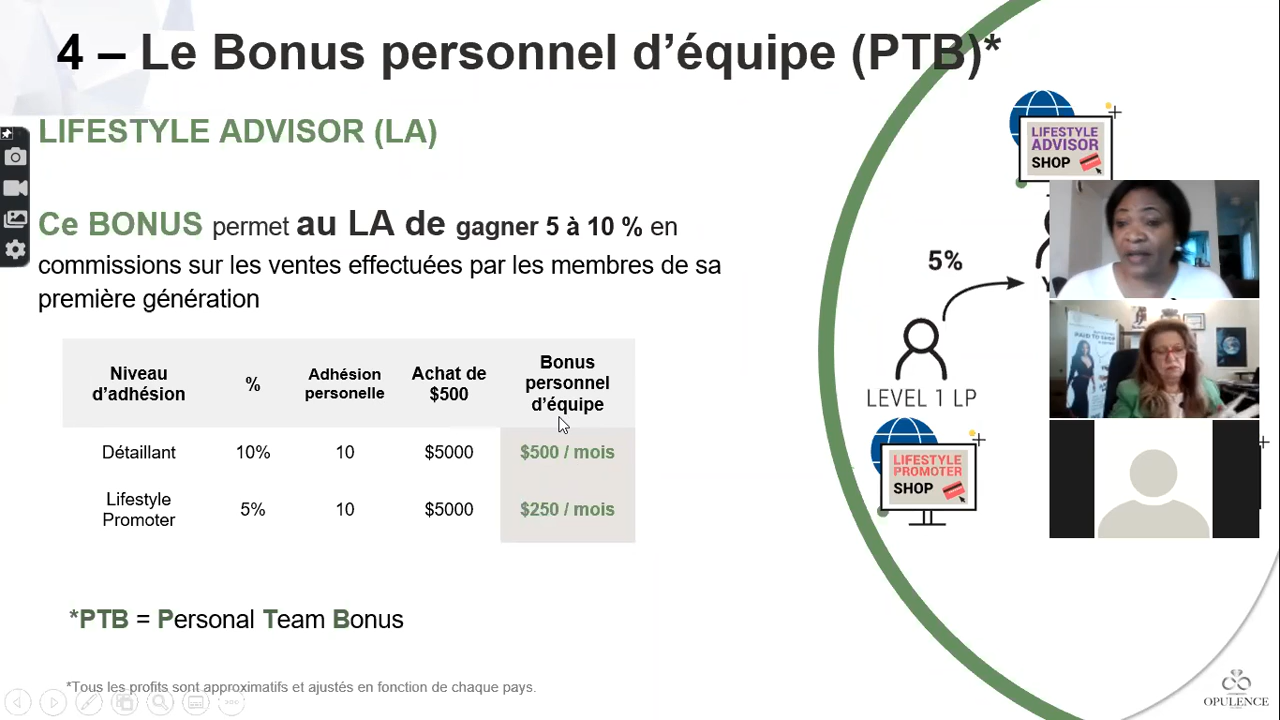 4 – Le Bonus personnel d’équipe (PTB)*
LIFESTYLE ADVISOR (LA)
Ce BONUS permet au LA de gagner 5 à 10 % en
commissions sur les ventes effectuées par les membres de sa
première génération
Niveau d’adhésion % Adhésion personelle Achat de $500 Bonus personnel d’équipe
Détaillant 10% 10 $5000 $500 / mois
Lifestyle Promoter 5% 10 $5000 $250 / mois
*PTB = Personal Team Bonus
*Tous les profits sont approximatifs et ajustés en fonction de chaque pays.
LIFESTYLE
ADVISOR
SHOP
5%
LEVEL 1 LP
LIFESTYLE
PROMOTER
SHOP
PAID TO SHOP
OPULENCE